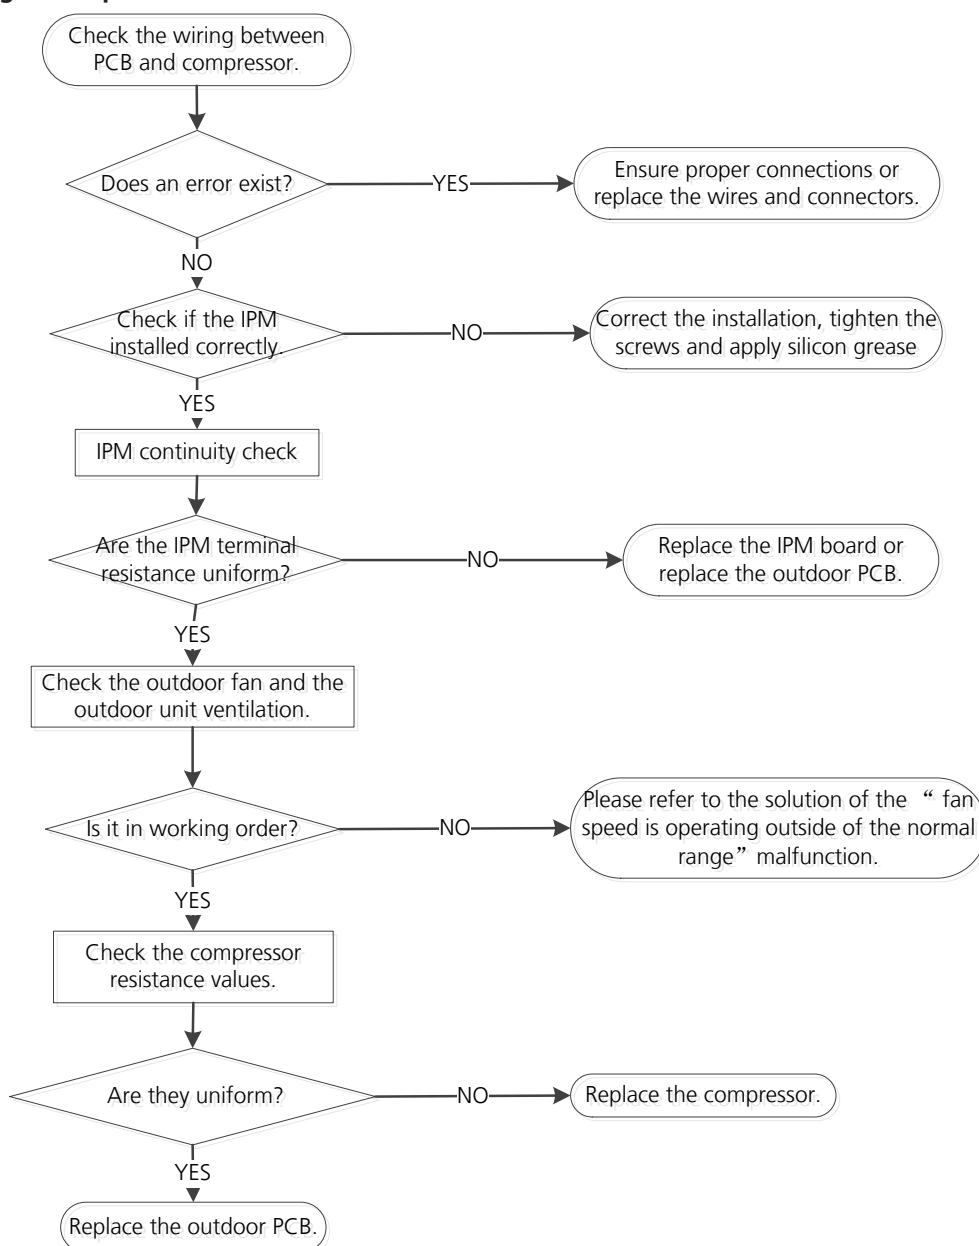 Check the wiring between
PCB and compressor.
Does an error exist?
YES
Ensure proper connections or
replace the wires and connectors.
NO
Check if the IPM
installed correctly.
NO
Correct the installation, tighten the
screws and apply silicon grease
YES
IPM continuity check
Are the IPM terminal
resistance uniform?
NO
Replace the IPM board or
replace the outdoor PCB.
YES
Check the outdoor fan and the
outdoor unit ventilation.
Is it in working order?
NO
Please refer to the solution of the “ fan
speed is operating outside of the normal
range” malfunction.
YES
Check the compressor
resistance values.
Are they uniform?
NO
Replace the compressor.
YES
Replace the outdoor PCB.